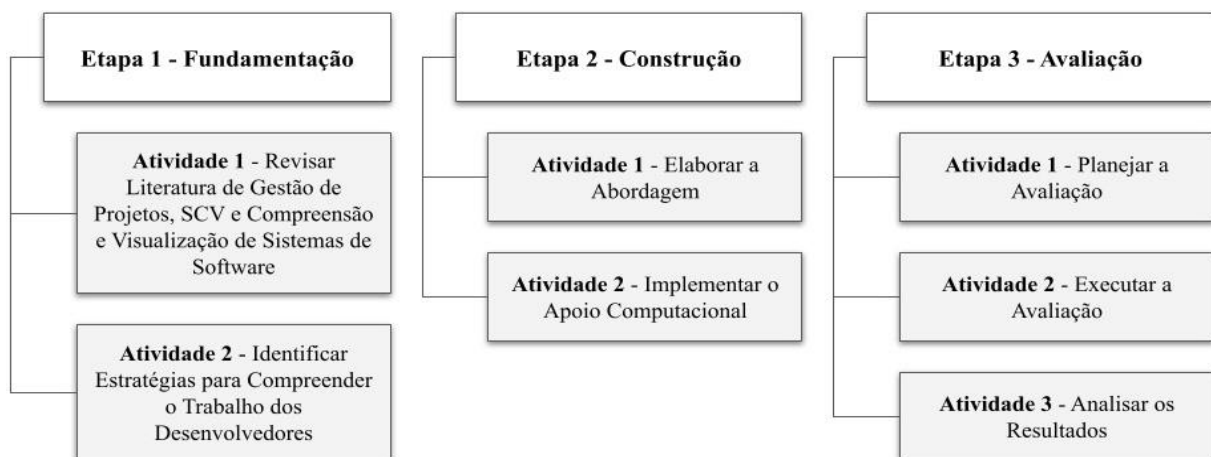 Etapa 1 - Fundamentação
Atividade 1 - Revisar
Literatura de Gestão de
Projetos, SCV e Compreensão
e Visualização de Sistemas de
Software
Atividade 2 - Identificar
Estratégias para Compreender
o Trabalho dos
Desenvolvedores
Etapa 2 - Construção
Atividade 1 - Elaborar a
Abordagem
Atividade 2 - Implementar o
Apoio Computacional
Etapa 3 - Avaliação
Atividade 1 - Planejar a
Avaliação
Atividade 2 - Executar a
Avaliação
Atividade 3 - Analisar os
Resultados